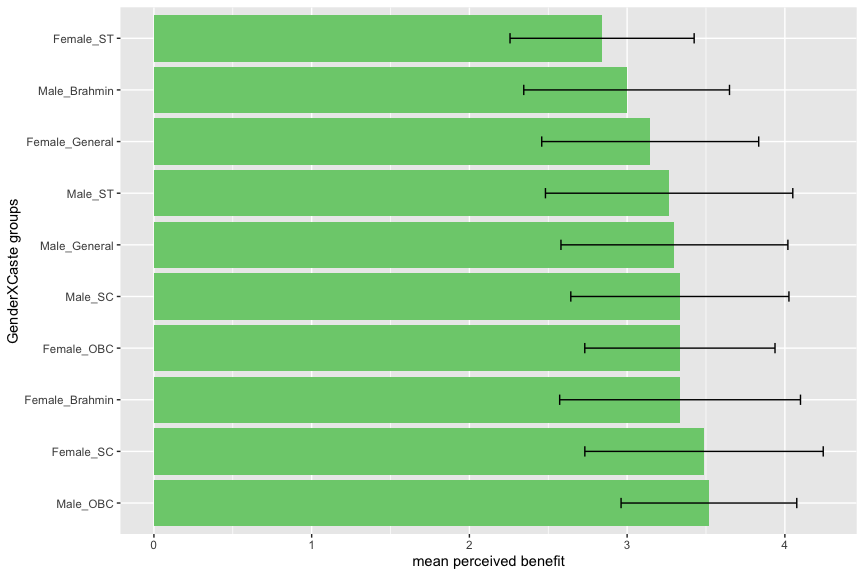 Female_ST
Male_Brahmin
Female_General
Male_ST
Male_General
Male_SC
Female_OBC
Female_Brahmin
Female_SC
Male_OBC
GenderXCaste groups
0 1 2 3 4
mean perceived benefit